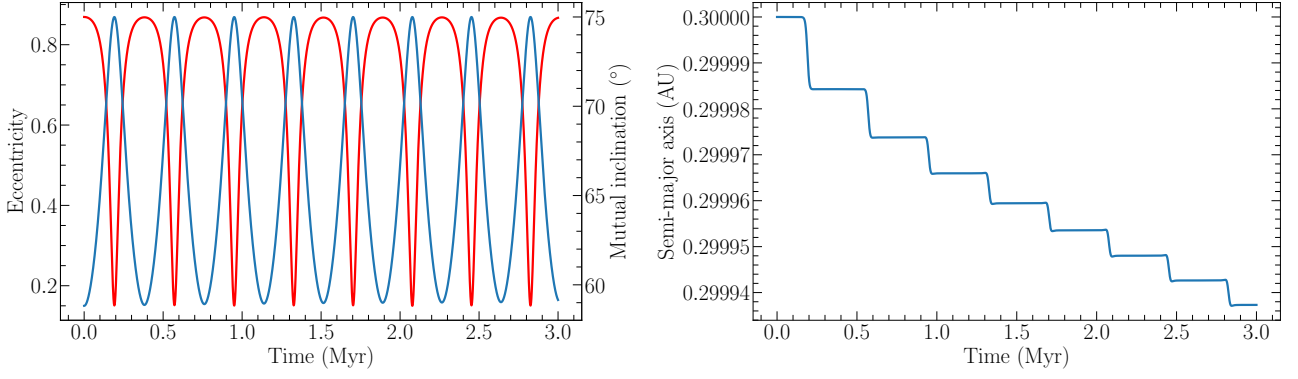 Eccentricity
0.8
0.6
0.4
0.2
0.0 0.5 1.0 1.5 2.0 2.5 3.0
Time (Myr)
75
70
65
60
Mutual inclination (°)
Semi-major axis (AU)
0.30000
0.29999
0.29998
0.29997
0.29996
0.29995
0.29994
0.0 0.5 1.0 1.5 2.0 2.5 3.0
Time (Myr)